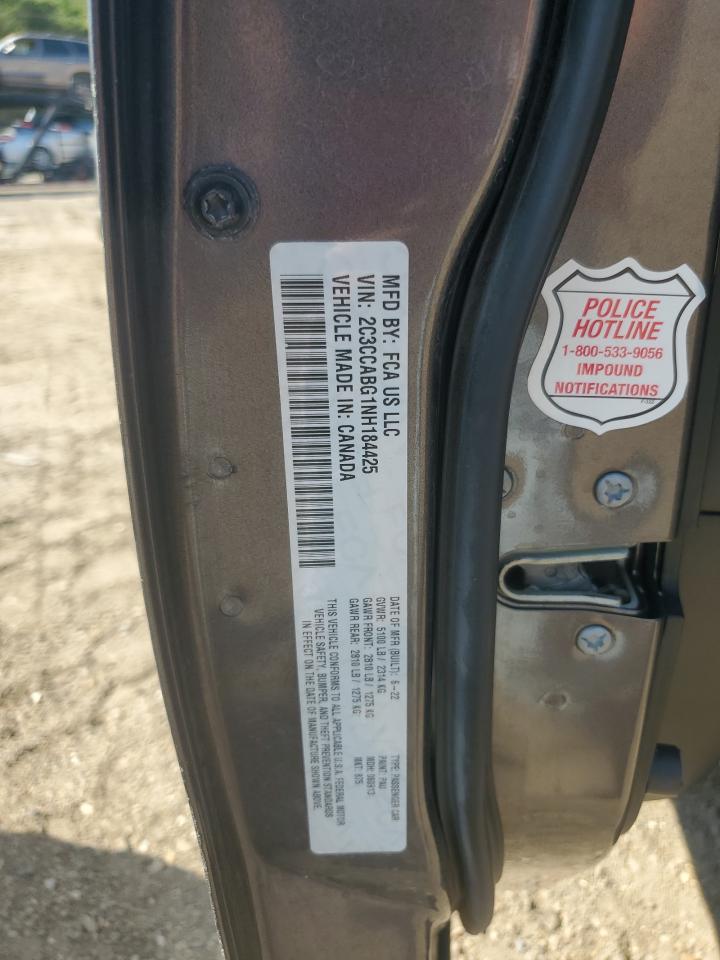 MFD BY: FCA US LLC
VIN: 2C3CCABG1NH184425
VEHICLE MADE IN: CANADA
DATE OF MFR (BUILT): 6-22
GVWR: 5100 LB / 2314 KG
GAWR FRONT: 2810 LB / 1275 KG
GAWR REAR: 2810 LB / 1275 KG
TYPE: PASSENGER CAR
PAINT: PAU
MDH:
MKT: 875
THIS VEHICLE CONFORMS TO ALL APPLICABLE U.S.A. FEDERAL MOTOR
VEHICLE SAFETY, BUMPER, AND THEFT PREVENTION STANDARDS
IN EFFECT ON THE DATE OF MANUFACTURE SHOWN ABOVE.
POLICE
HOTLINE
1-800-533-9056
IMPOUND
NOTIFICATIONS